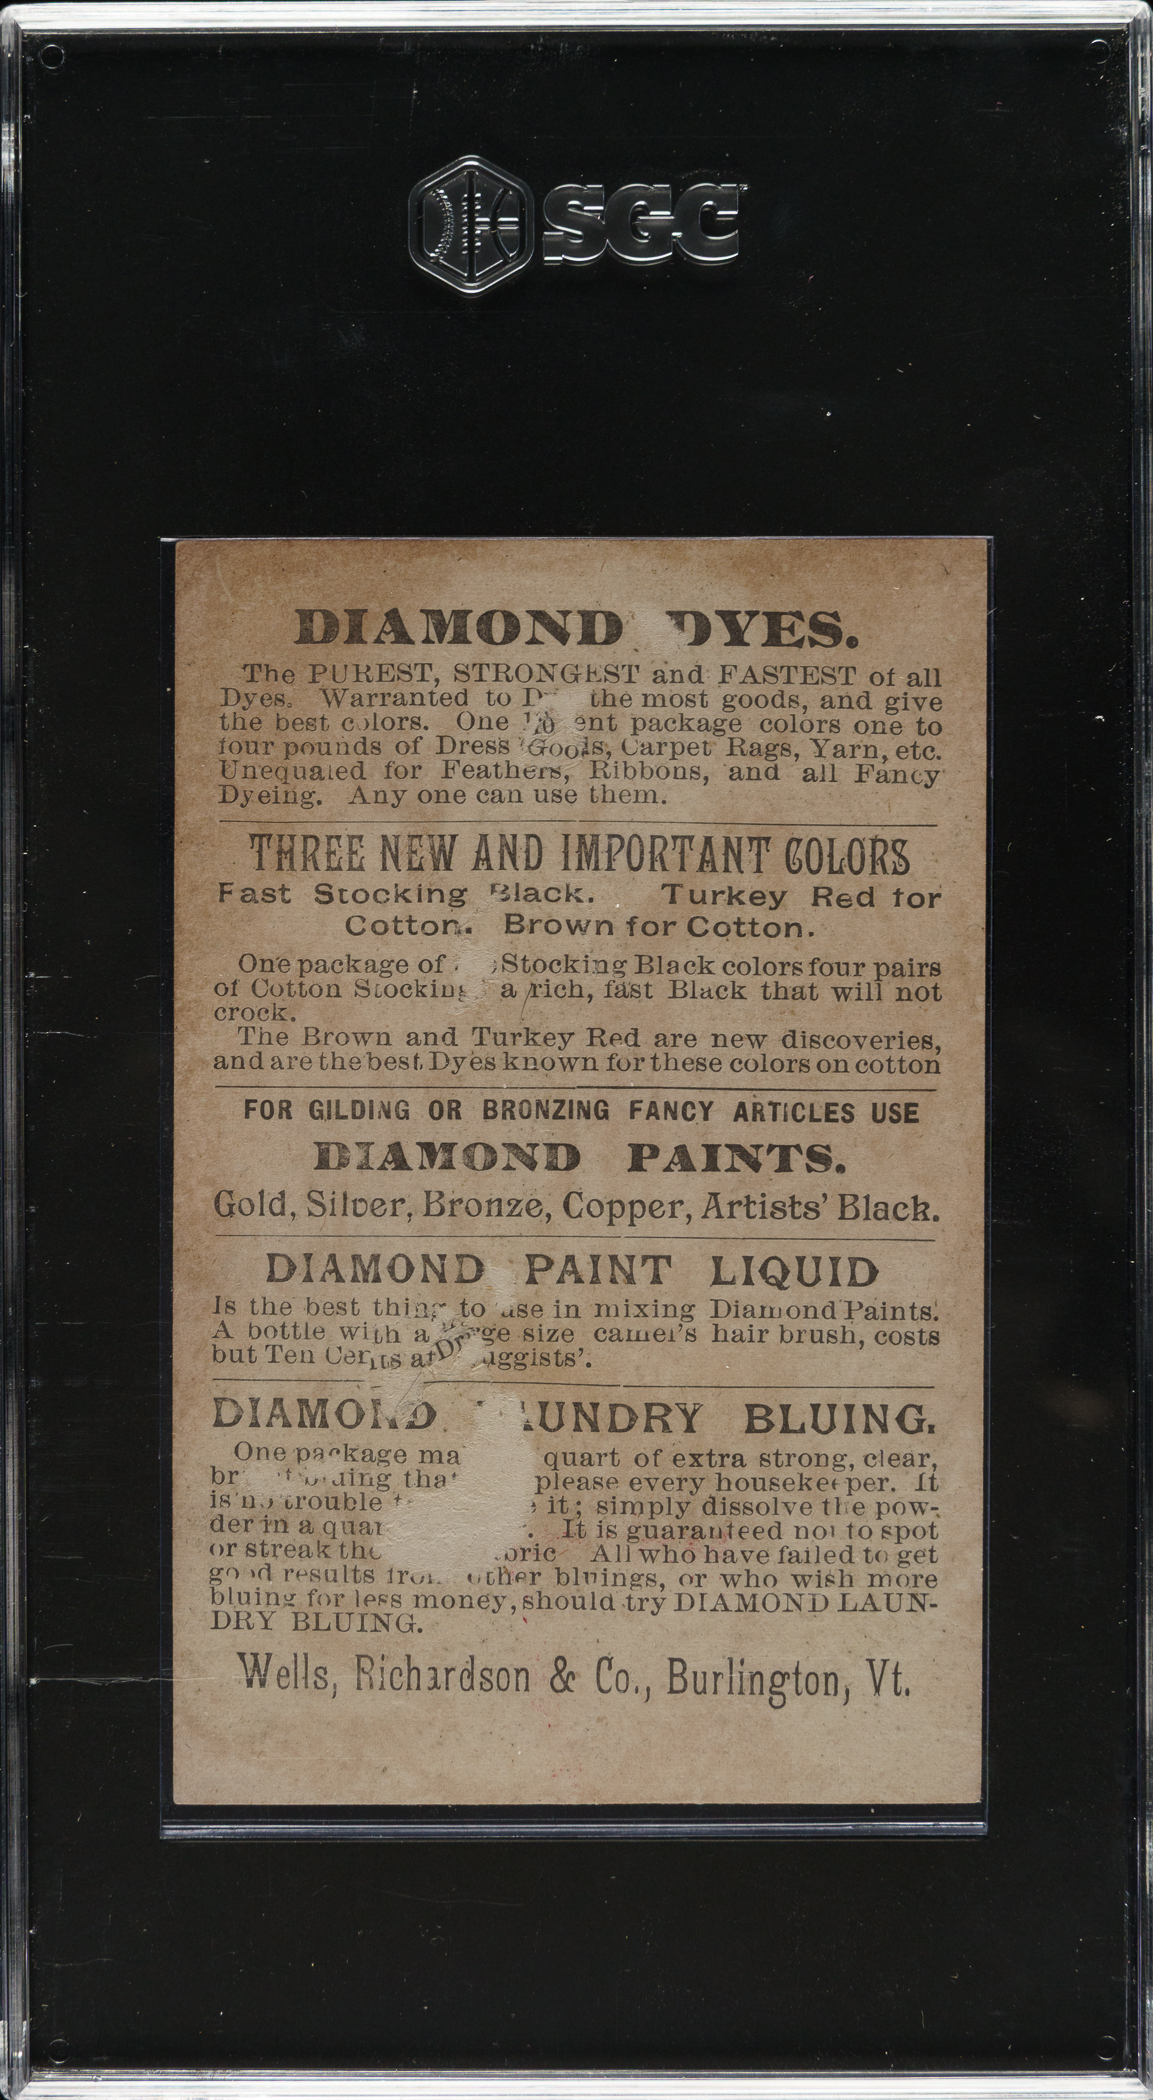 SGC
DIAMOND DYES.
The PUREST, STRONGEST and FASTEST of all
Dyes. Warranted to the most goods, and give
the best colors. One package colors one to
four pounds of Dress Goods, Carpet Rags, Yarn, etc.
Unequaled for Feathers, Ribbons, and all Fancy
Dyeing. Any one can use them.
THREE NEW AND IMPORTANT COLORS
Fast Stocking Black. Turkey Red for
Cotton. Brown for Cotton.
One package of Stocking Black colors four pairs
of Cotton Stocking a rich, fast Black that will not
crock.
The Brown and Turkey Red are new discoveries,
and are the best Dyes known for these colors on cotton
FOR GILDING OR BRONZING FANCY ARTICLES USE
DIAMOND PAINTS.
Gold, Silver, Bronze, Copper, Artists' Black.
DIAMOND PAINT LIQUID
Is the best thing to use in mixing Diamond Paints.
A bottle with a size camel's hair brush, costs
but Ten Cents at
DIAMOND LAUNDRY BLUING.
One package quart of extra strong, clear,
please every housekeeper. It
is no trouble it; simply dissolve the pow-
der in a It is guaranteed not to spot
or streak the All who have failed to get
good results from other bluings, or who wish more
bluing for less money, should try DIAMOND LAUN-
DRY BLUING.
Wells, Richardson & Co., Burlington, Vt.